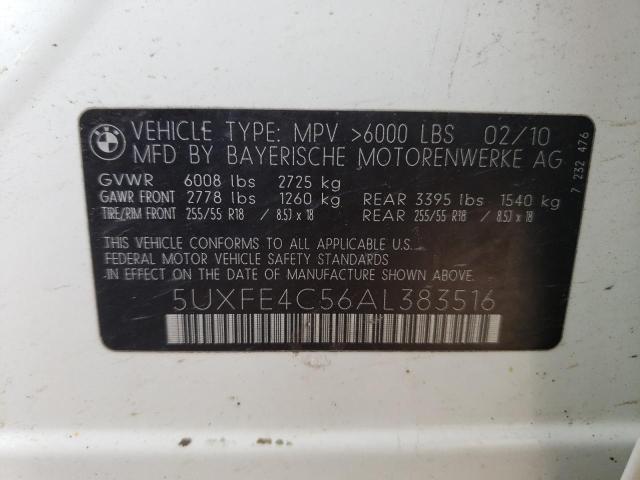 BMW
VEHICLE TYPE: MPV >6000 LBS 02/10
MFD BY BAYERISCHE MOTORENWERKE AG
7 232 476
GVWR 6008 lbs 2725 kg
GAWR FRONT 2778 lbs 1260 kg REAR 3395 lbs 1540 kg
TIRE/RIM FRONT 255/55 R18 / 8.5J x 18 REAR 255/55 R18 / 8.5J x 18
THIS VEHICLE CONFORMS TO ALL APPLICABLE U.S.
FEDERAL MOTOR VEHICLE SAFETY STANDARDS
IN EFFECT ON THE DATE OF MANUFACTURE SHOWN ABOVE.
5UXFE4C56AL383516